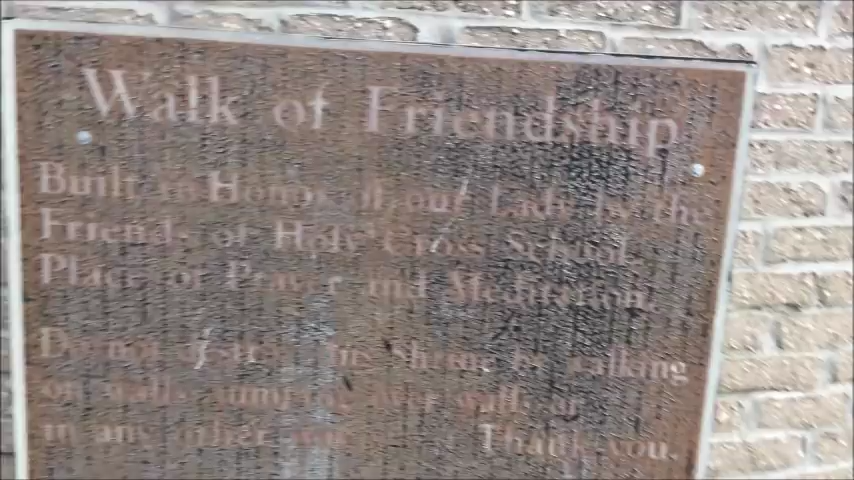 Walk of Friendship
Built in Honor of our Lady by the
Friends of Holy Cross School.
Place of Prayer and Meditation.
Do not desecrate this shrine by walking
on walls, jumping over walls or
in any other way. Thank you.